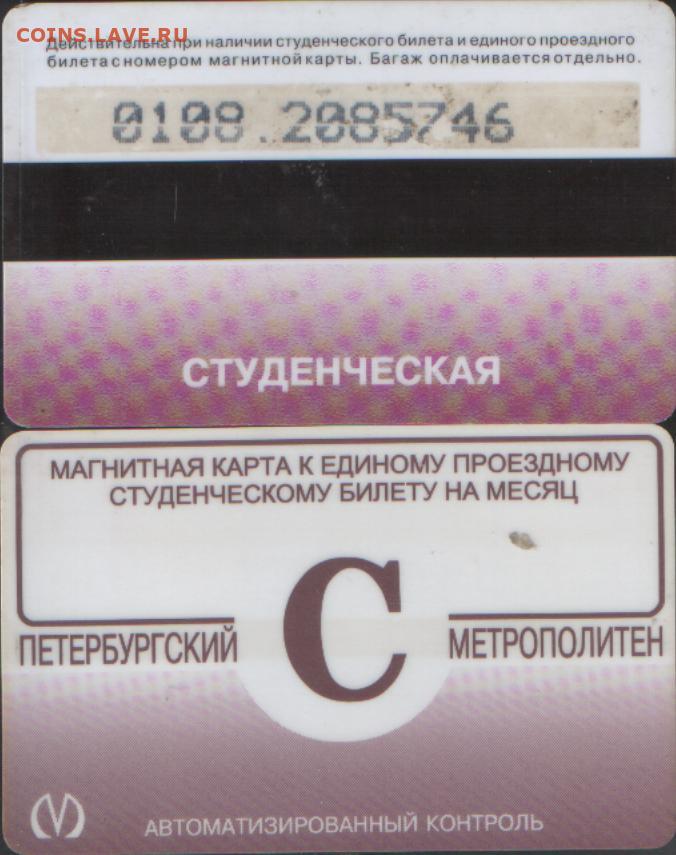 COINS.LAVE.RU
Действительна при наличии студенческого билета и единого проездного
билета с номером магнитной карты. Багаж оплачивается отдельно.
0108.2085746
СТУДЕНЧЕСКАЯ
МАГНИТНАЯ КАРТА К ЕДИНОМУ ПРОЕЗДНОМУ
СТУДЕНЧЕСКОМУ БИЛЕТУ НА МЕСЯЦ
С
ПЕТЕРБУРГСКИЙ МЕТРОПОЛИТЕН
АВТОМАТИЗИРОВАННЫЙ КОНТРОЛЬ